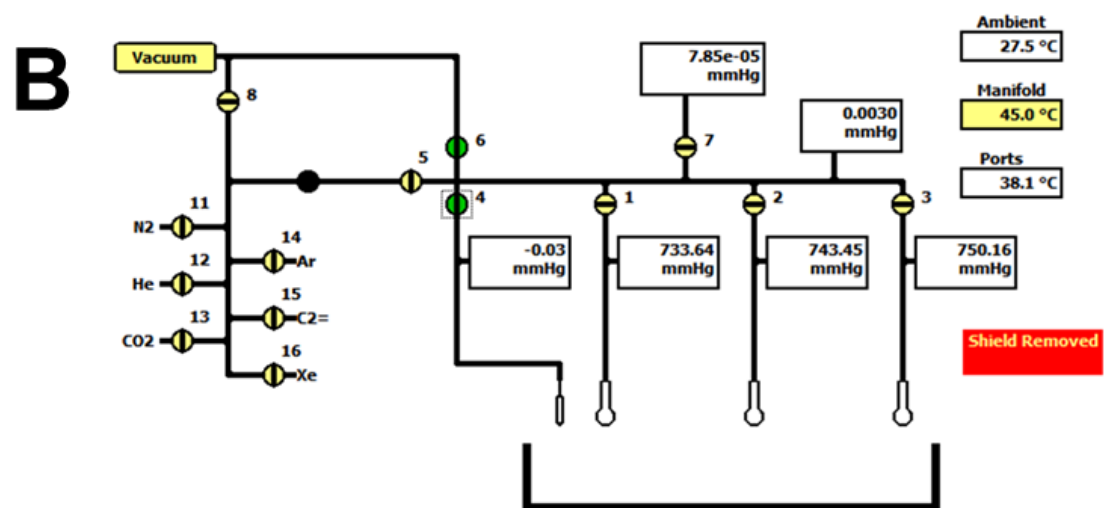 B
Vacuum
8
7.85e-05
mmHg
Ambient
27.5 °C
Manifold
45.0 °C
0.0030
mmHg
6
7
5
Ports
38.1 °C
4
1
2
3
11
N2
14
Ar
12
He
15
C2=
13
CO2
16
Xe
-0.03
mmHg
733.64
mmHg
743.45
mmHg
750.16
mmHg
Shield Removed